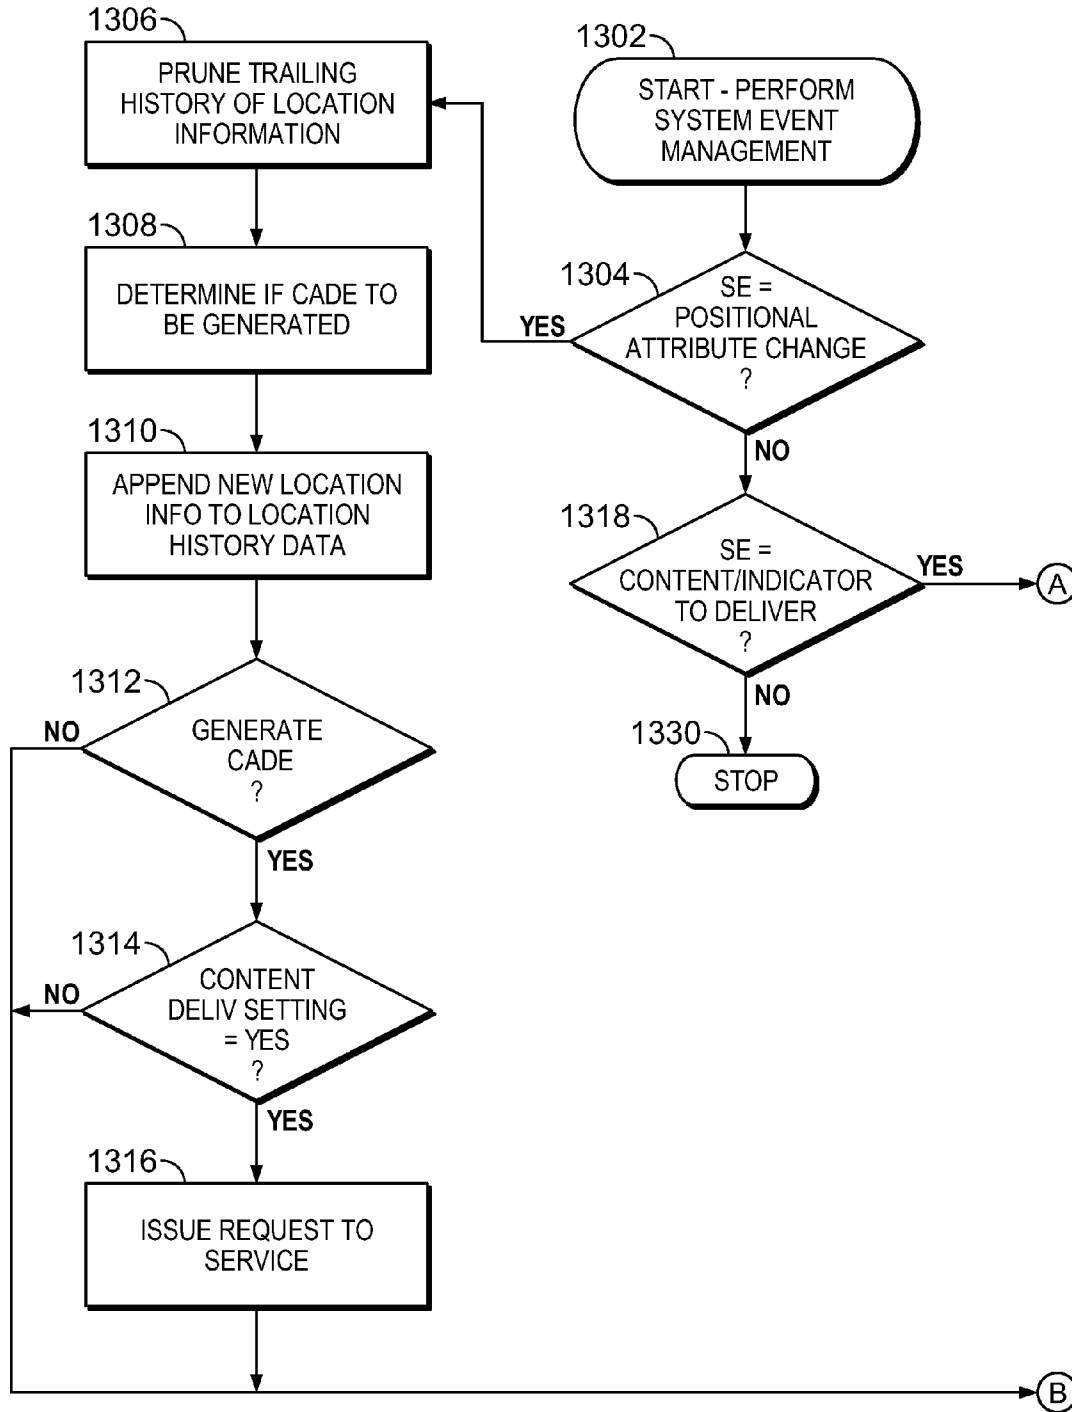 1302
START - PERFORM
SYSTEM EVENT
MANAGEMENT
1304
SE =
POSITIONAL
ATTRIBUTE CHANGE
?
YES
NO
1306
PRUNE TRAILING
HISTORY OF LOCATION
INFORMATION
1308
DETERMINE IF CADE TO
BE GENERATED
1310
APPEND NEW LOCATION
INFO TO LOCATION
HISTORY DATA
1312
GENERATE
CADE
?
NO
YES
1314
CONTENT
DELIV SETTING
= YES
?
NO
YES
1316
ISSUE REQUEST TO
SERVICE
B
1318
SE =
CONTENT/INDICATOR
TO DELIVER
?
YES
A
NO
1330
STOP